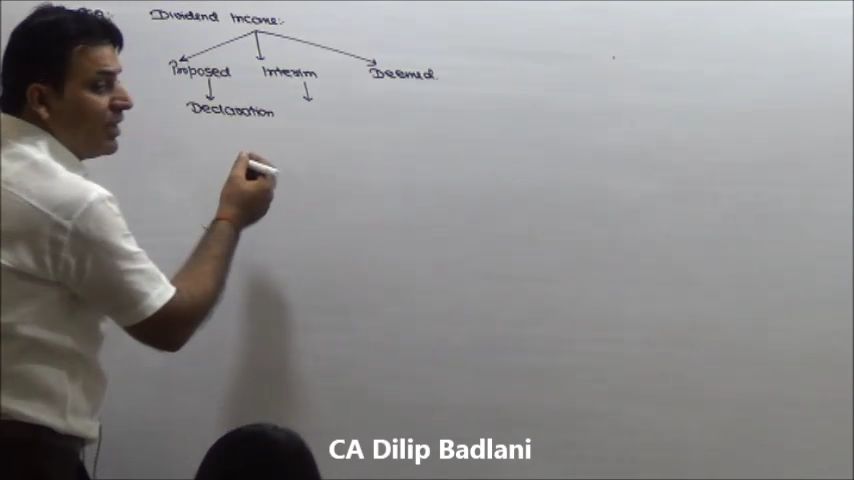 Dividend Income:-
Proposed Interim Deemed
Declaration
CA Dilip Badlani